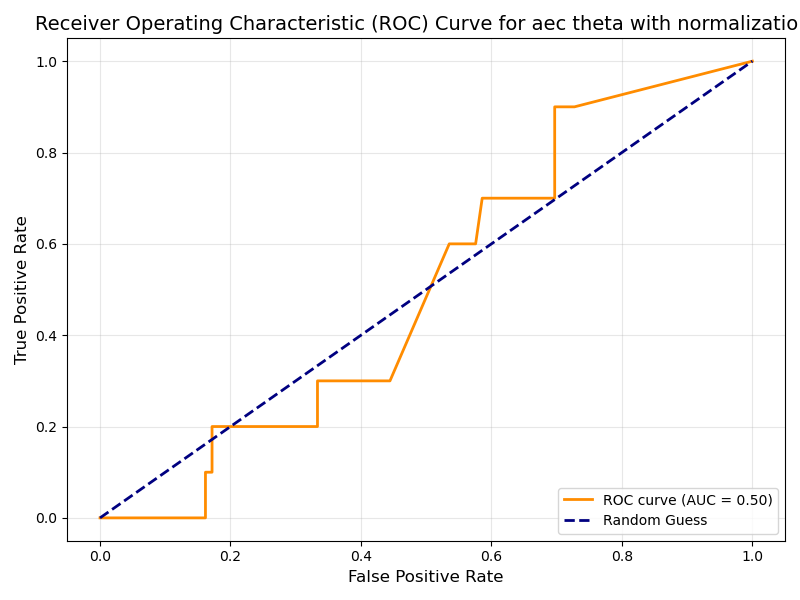 Receiver Operating Characteristic (ROC) Curve for aec theta with normalizatio
1.0
0.8
0.6
0.4
0.2
0.0
True Positive Rate
ROC curve (AUC = 0.50)
Random Guess
0.0 0.2 0.4 0.6 0.8 1.0
False Positive Rate